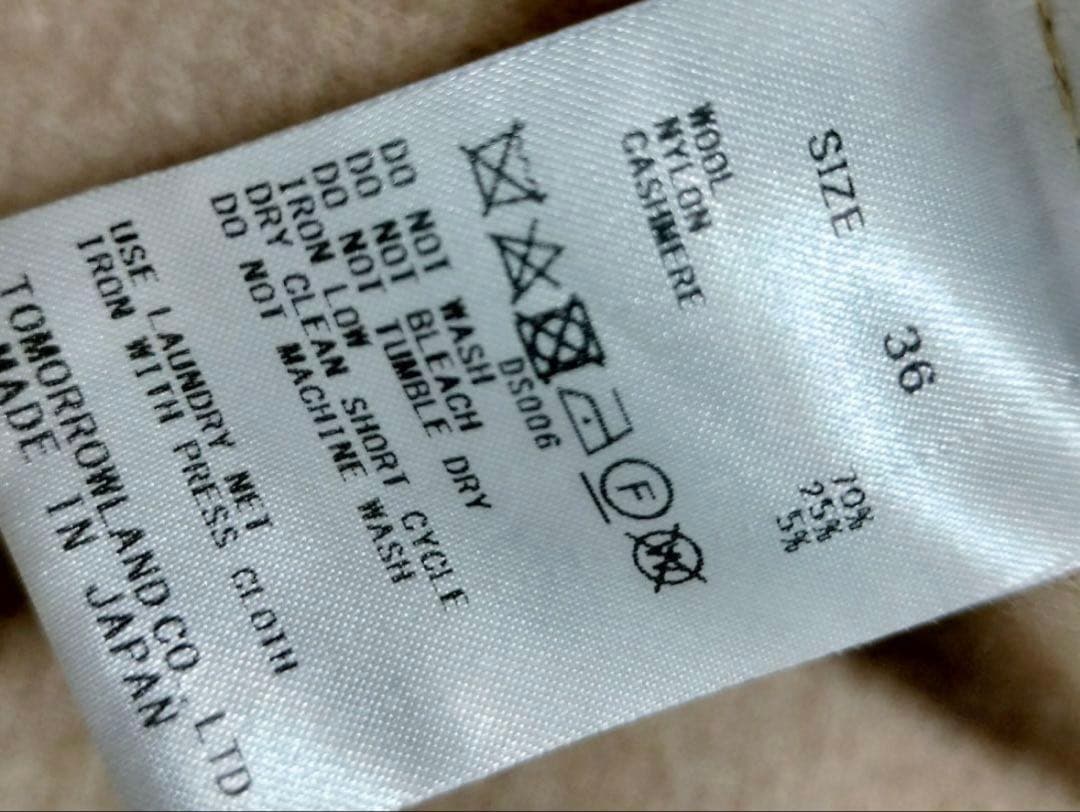 SIZE 36
WOOL 70%
NYLON 25%
CASHMERE 5%
F W
DS006
DO NOT WASH
DO NOT BLEACH
DO NOT TUMBLE DRY
IRON LOW
DRY CLEAN SHORT CYCLE
DO NOT MACHINE WASH
USE LAUNDRY NET
IRON WITH PRESS CLOTH
TOMORROWLAND CO., LTD
MADE IN JAPAN